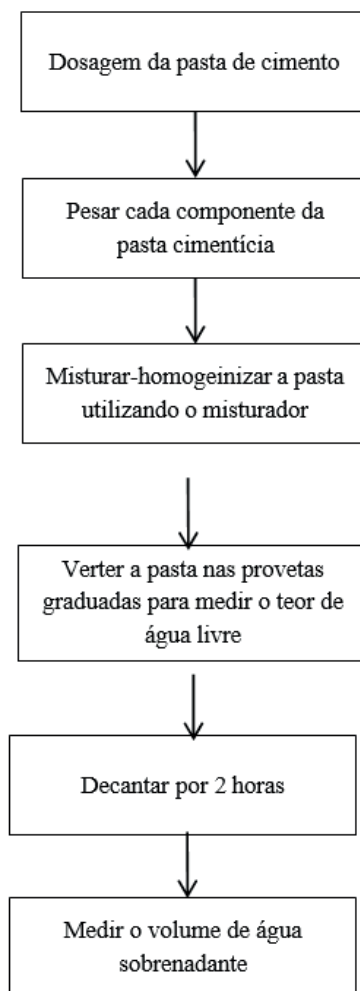 Dosagem da pasta de cimento
Pesar cada componente da
pasta cimentícia
Misturar-homogeinizar a pasta
utilizando o misturador
Verter a pasta nas provetas
graduadas para medir o teor de
água livre
Decantar por 2 horas
Medir o volume de água
sobrenadante